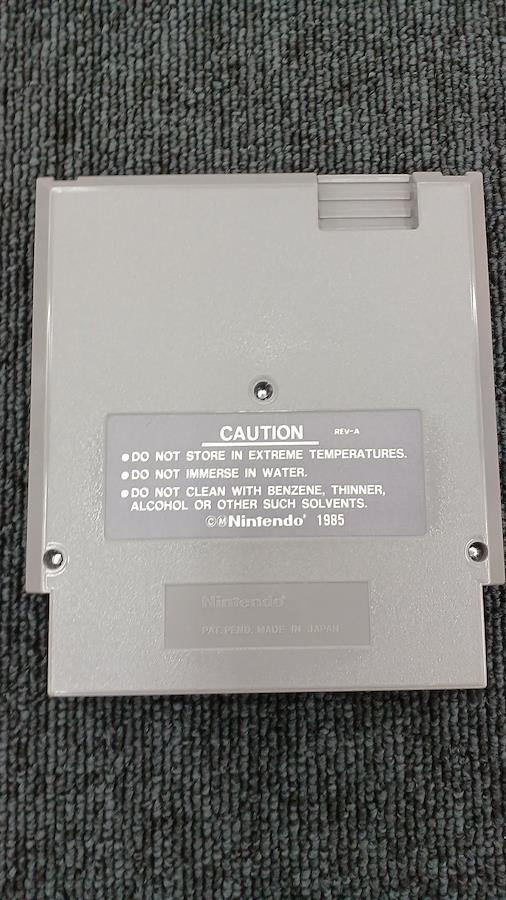 CAUTION REV-A
●DO NOT STORE IN EXTREME TEMPERATURES.
●DO NOT IMMERSE IN WATER.
●DO NOT CLEAN WITH BENZENE, THINNER,
ALCOHOL OR OTHER SUCH SOLVENTS.
©Ⓜ Nintendo® 1985
Nintendo®
PAT. PEND. MADE IN JAPAN